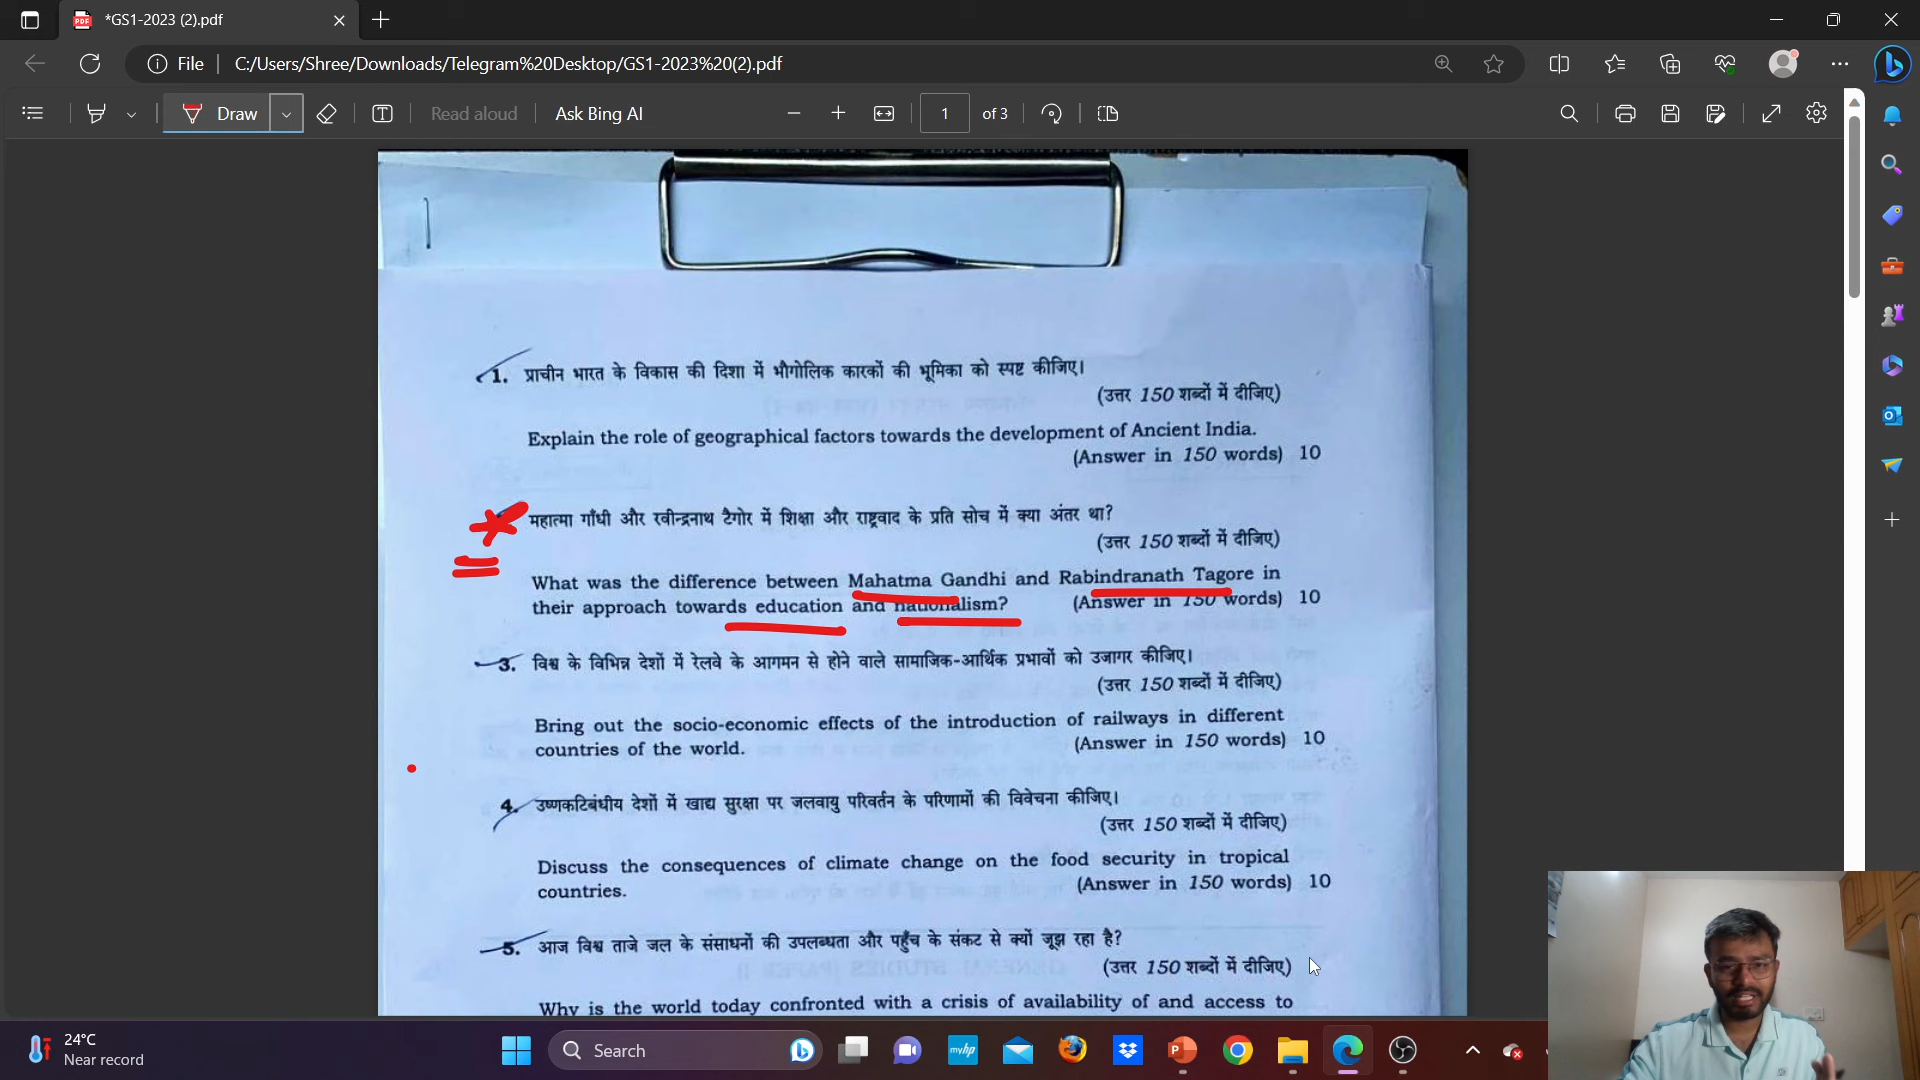 *GS1-2023 (2).pdf
File
C:/Users/Shree/Downloads/Telegram%20Desktop/GS1-2023%20(2).pdf
Draw
Read aloud
Ask Bing AI
1 of 3
1. प्राचीन भारत के विकास की दिशा में भौगोलिक कारकों की भूमिका को स्पष्ट कीजिए।
(उत्तर 150 शब्दों में दीजिए)
Explain the role of geographical factors towards the development of Ancient India.
(Answer in 150 words) 10
महात्मा गाँधी और रवीन्द्रनाथ टैगोर में शिक्षा और राष्ट्रवाद के प्रति सोच में क्या अंतर था?
(उत्तर 150 शब्दों में दीजिए)
What was the difference between Mahatma Gandhi and Rabindranath Tagore in
their approach towards education and nationalism? (Answer in 150 words) 10
3. विश्व के विभिन्न देशों में रेलवे के आगमन से होने वाले सामाजिक-आर्थिक प्रभावों को उजागर कीजिए।
(उत्तर 150 शब्दों में दीजिए)
Bring out the socio-economic effects of the introduction of railways in different
countries of the world. (Answer in 150 words) 10
4. उष्णकटिबंधीय देशों में खाद्य सुरक्षा पर जलवायु परिवर्तन के परिणामों की विवेचना कीजिए।
(उत्तर 150 शब्दों में दीजिए)
Discuss the consequences of climate change on the food security in tropical
countries. (Answer in 150 words) 10
5. आज विश्व ताजे जल के संसाधनों की उपलब्धता और पहुँच के संकट से क्यों जूझ रहा है?
(उत्तर 150 शब्दों में दीजिए)
Why is the world today confronted with a crisis of availability of and access to
24°C
Near record
Search
myhp